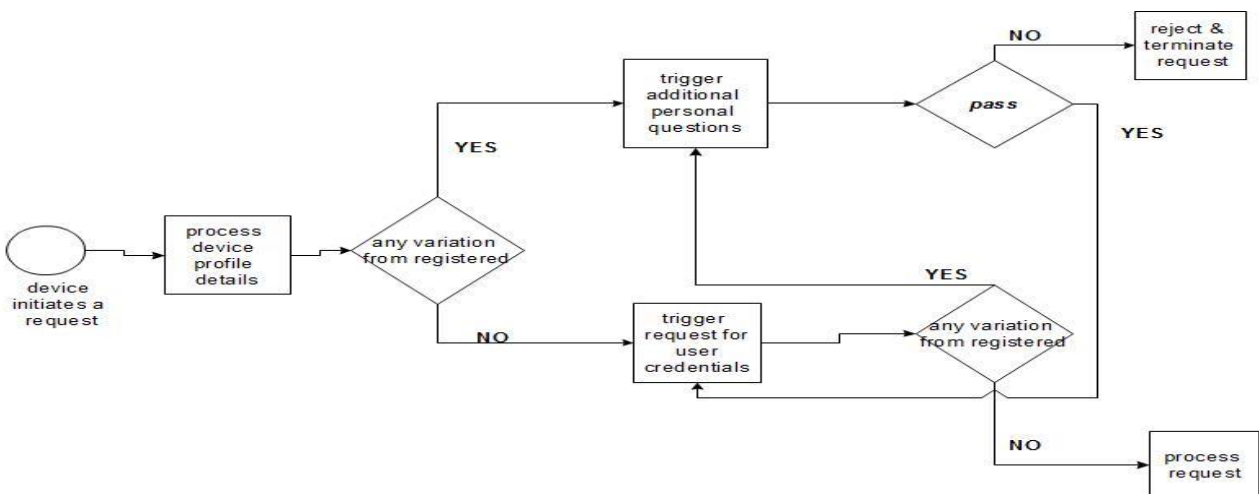 device
initiates a
request
process
device
profile
details
any variation
from registered
YES
NO
trigger
additional
personal
questions
pass
NO
reject &
terminate
request
YES
trigger
request for
user
credentials
any variation
from registered
YES
NO
process
request